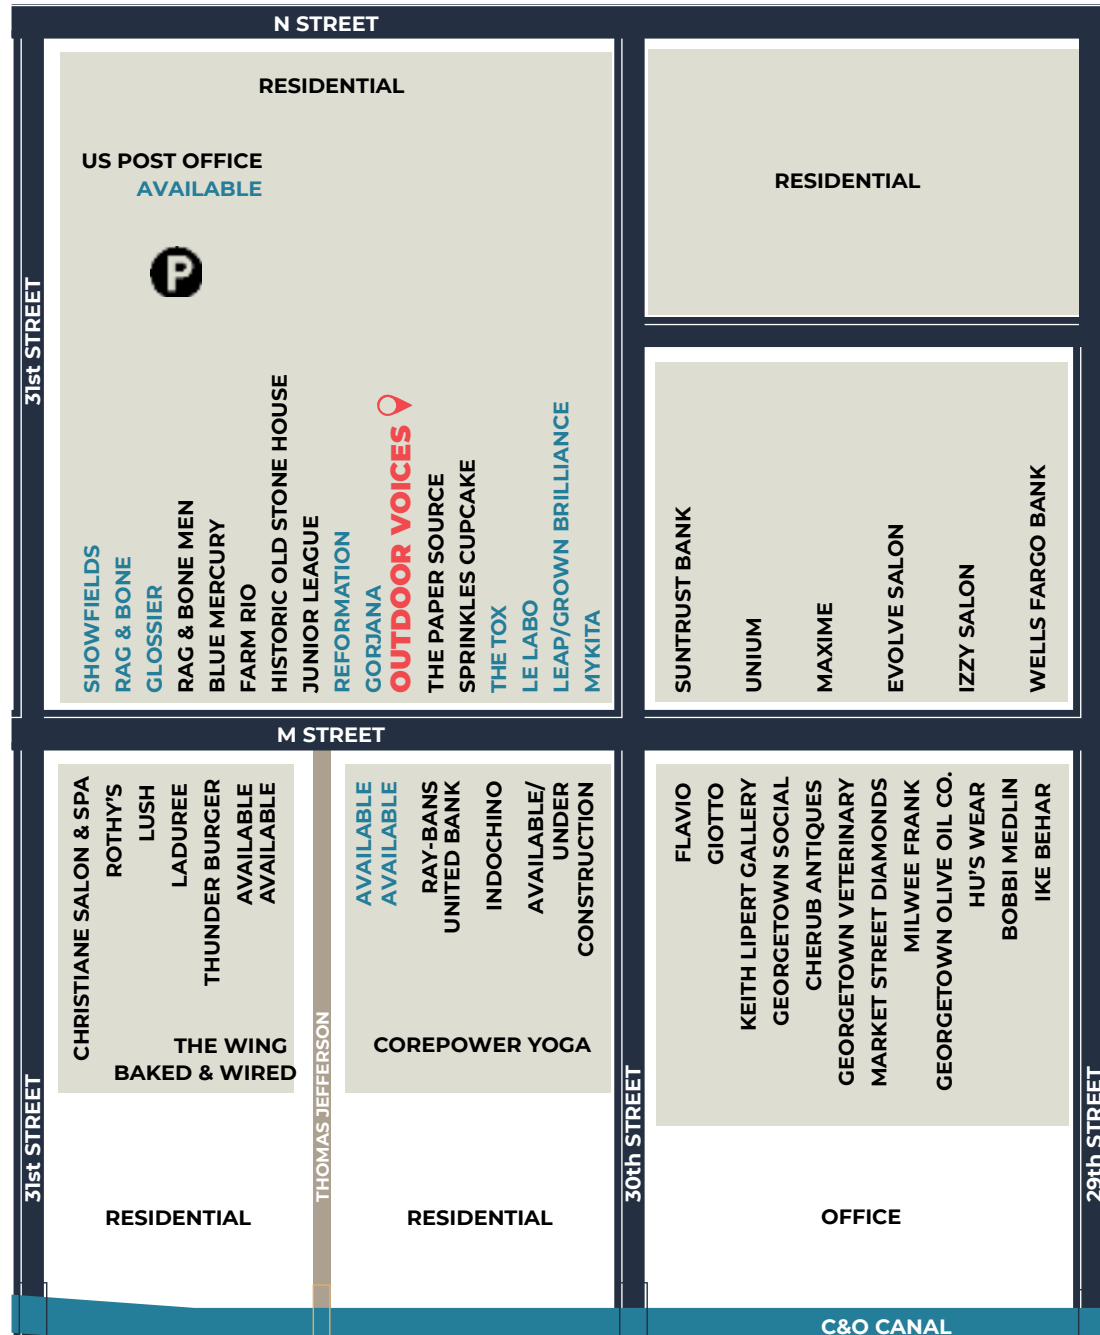 N STREET
RESIDENTIAL
US POST OFFICE
AVAILABLE
P
RESIDENTIAL
31st STREET
SHOWFIELDS
RAG & BONE
GLOSSIER
RAG & BONE MEN
BLUE MERCURY
FARM RIO
HISTORIC OLD STONE HOUSE
JUNIOR LEAGUE
REFORMATION
GORJANA
OUTDOOR VOICES
THE PAPER SOURCE
SPRINKLES CUPCAKE
THE TOX
LE LABO
LEAP/GROWN BRILLIANCE
MYKITA
SUNTRUST BANK
UNIUM
MAXIME
EVOLVE SALON
IZZY SALON
WELLS FARGO BANK
M STREET
CHRISTIANE SALON & SPA
ROTHY'S
LUSH
LADUREE
THUNDER BURGER
AVAILABLE
AVAILABLE
THE WING
BAKED & WIRED
THOMAS JEFFERSON
AVAILABLE
AVAILABLE
RAY-BANS
UNITED BANK
INDOCHINO
AVAILABLE/
UNDER
CONSTRUCTION
COREPOWER YOGA
FLAVIO
GIOTTO
KEITH LIPERT GALLERY
GEORGETOWN SOCIAL
CHERUB ANTIQUES
GEORGETOWN VETERINARY
MARKET STREET DIAMONDS
MILWEE FRANK
GEORGETOWN OLIVE OIL CO.
HU'S WEAR
BOBBI MEDLIN
IKE BEHAR
31st STREET
30th STREET
29th STREET
RESIDENTIAL
RESIDENTIAL
OFFICE
C&O CANAL